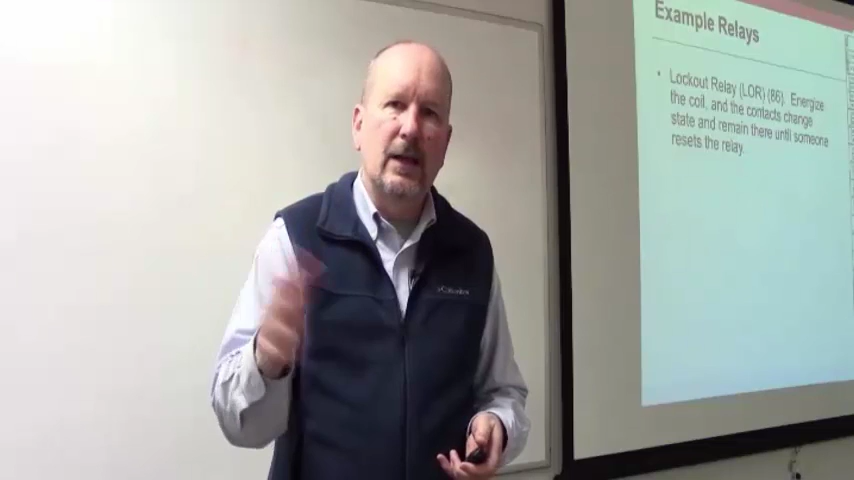 Example Relays
• Lockout Relay (LOR) (86). Energize
the coil, and the contacts change
state and remain there until someone
resets the relay.
Columbia